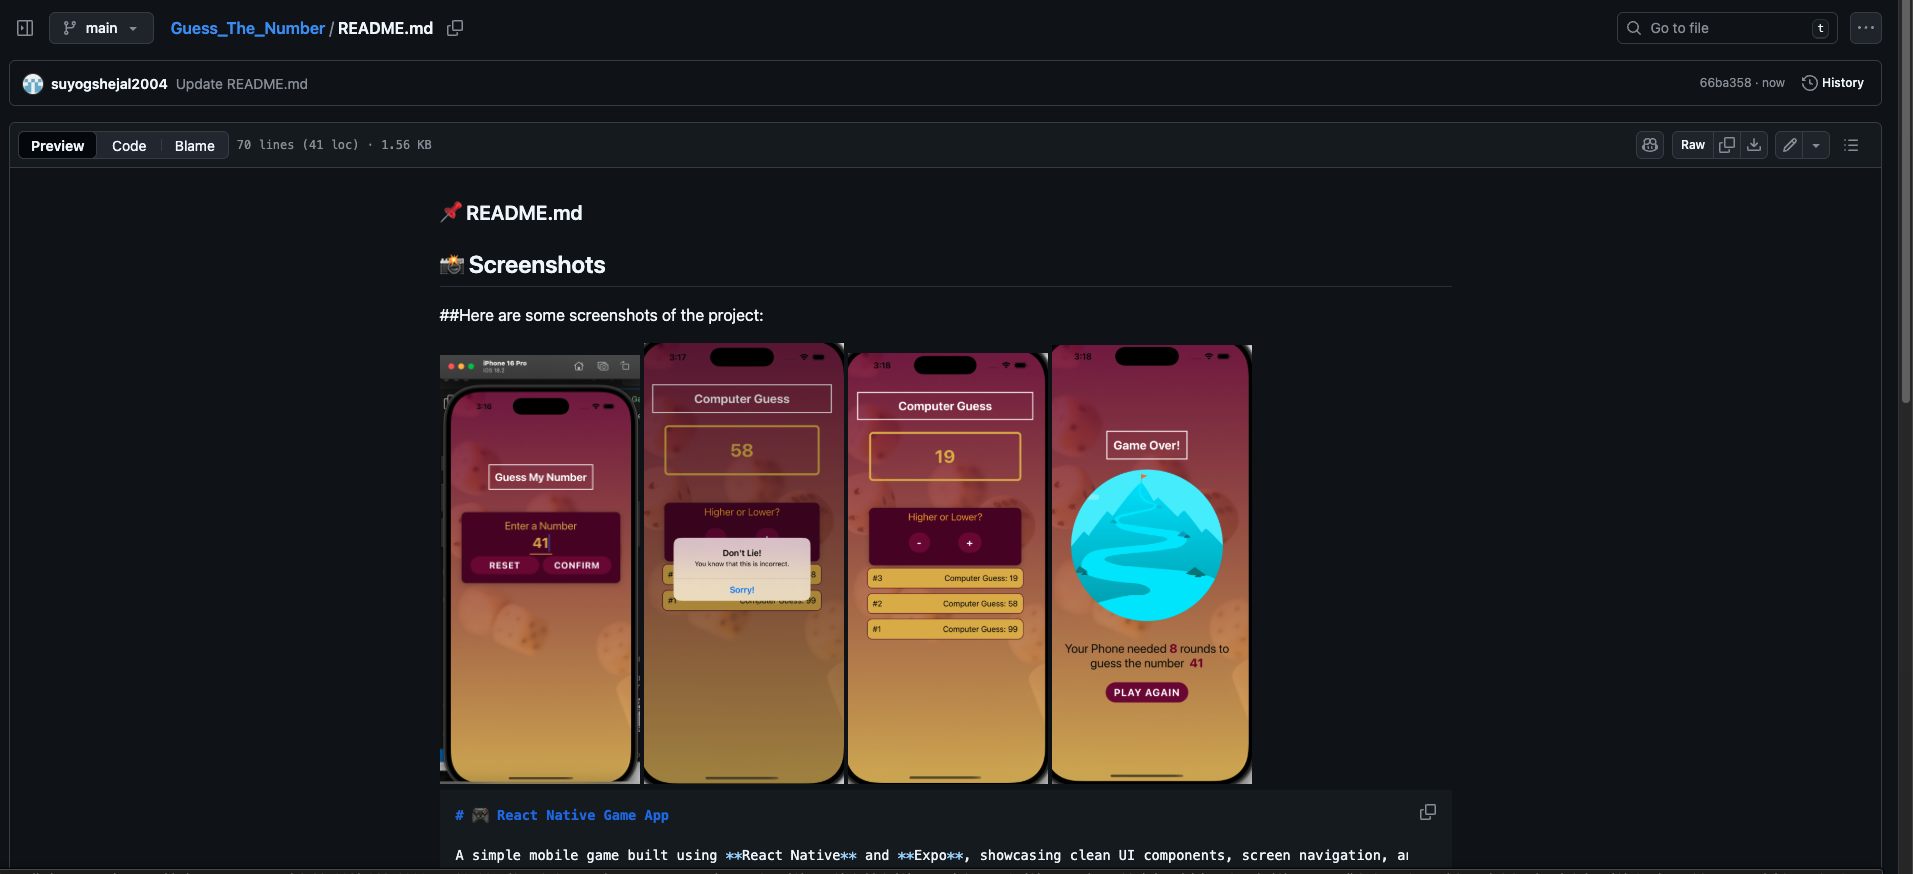 main
Guess_The_Number / README.md
Go to file
t
suyogshejal2004 Update README.md
66ba358 · now
History
Preview
Code
Blame
70 lines (41 loc) · 1.56 KB
Raw
README.md
Screenshots
##Here are some screenshots of the project:
iPhone 16 Pro
iOS 18.2
3:16
Guess My Number
Enter a Number
41
RESET
CONFIRM
3:17
Computer Guess
58
Higher or Lower?
Don't Lie!
You know that this is incorrect.
Sorry!
#1 Computer Guess: 99
3:18
Computer Guess
19
Higher or Lower?
- +
#3 Computer Guess: 19
#2 Computer Guess: 58
#1 Computer Guess: 99
3:18
Game Over!
Your Phone needed 8 rounds to
guess the number 41
PLAY AGAIN
# 🎮 React Native Game App
A simple mobile game built using **React Native** and **Expo**, showcasing clean UI components, screen navigation,